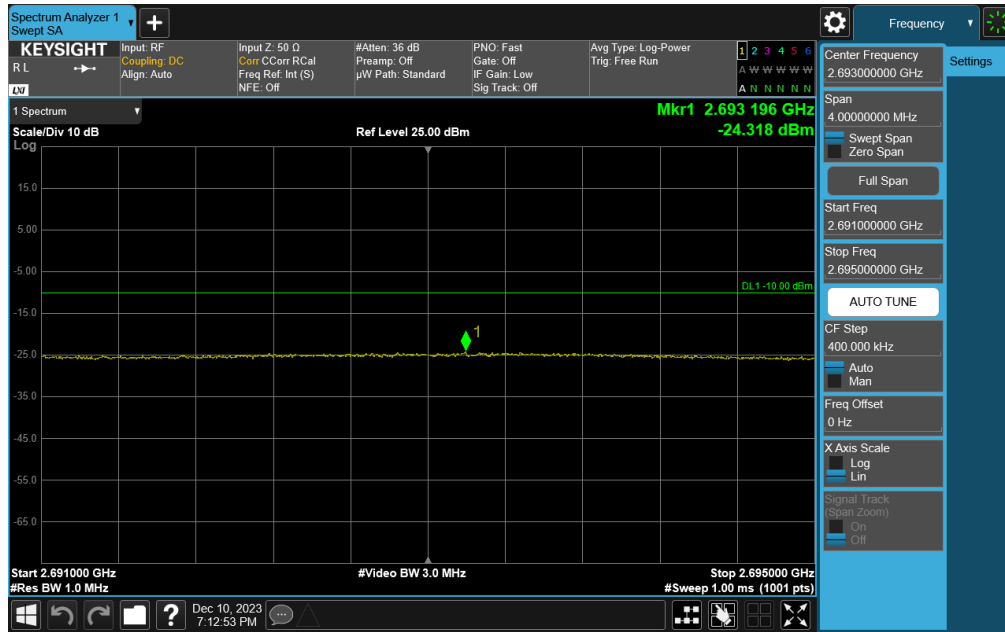 Spectrum Analyzer 1
Swept SA
Frequency
KEYSIGHT
R L
LXI
Input: RF
Coupling: DC
Align: Auto
Input Z: 50 Ω
Corr CCorr RCal
Freq Ref: Int (S)
NFE: Off
#Atten: 36 dB
Preamp: Off
µW Path: Standard
PNO: Fast
Gate: Off
IF Gain: Low
Sig Track: Off
Avg Type: Log-Power
Trig: Free Run
1 2 3 4 5 6
A W W W W W
A N N N N N
1 Spectrum
Mkr1 2.693 196 GHz
Scale/Div 10 dB
Ref Level 25.00 dBm
-24.318 dBm
Log
15.0
5.00
-5.00
DL1 -10.00 dBm
-15.0
1
-25.0
-35.0
-45.0
-55.0
-65.0
Start 2.691000 GHz
#Video BW 3.0 MHz
Stop 2.695000 GHz
#Res BW 1.0 MHz
#Sweep 1.00 ms (1001 pts)
Center Frequency
2.693000000 GHz
Settings
Span
4.00000000 MHz
Swept Span
Zero Span
Full Span
Start Freq
2.691000000 GHz
Stop Freq
2.695000000 GHz
AUTO TUNE
CF Step
400.000 kHz
Auto
Man
Freq Offset
0 Hz
X Axis Scale
Log
Lin
Signal Track
(Span Zoom)
On
Off
?
Dec 10, 2023
7:12:53 PM